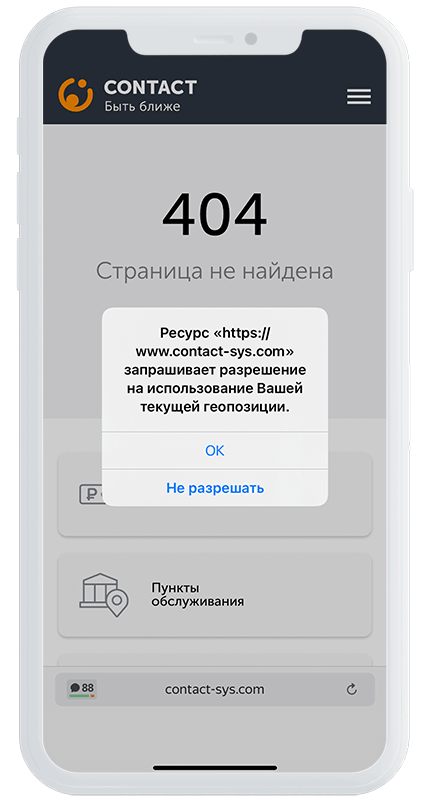 CONTACT
Быть ближе
404
Страница не найдена
Ресурс «https://
www.contact-sys.com»
запрашивает разрешение
на использование Вашей
текущей геопозиции.
ОК
Не разрешать
₽
Пункты
обслуживания
88
contact-sys.com